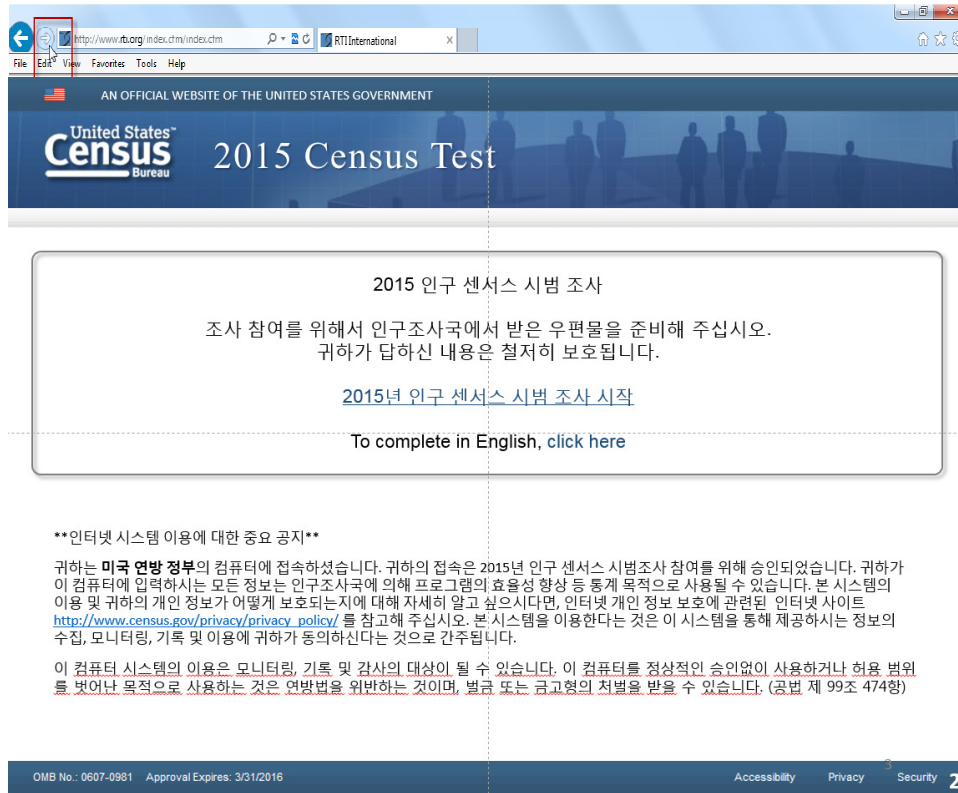 http://www.rti.org/index.cfm/index.cfm
RTI International
File Edit View Favorites Tools Help
AN OFFICIAL WEBSITE OF THE UNITED STATES GOVERNMENT
United States™
Census
Bureau
2015 Census Test
2015 인구 센서스 시범 조사
조사 참여를 위해서 인구조사국에서 받은 우편물을 준비해 주십시오.
귀하가 답하신 내용은 철저히 보호됩니다.
2015년 인구 센서스 시범 조사 시작
To complete in English, click here
**인터넷 시스템 이용에 대한 중요 공지**
귀하는 미국 연방 정부의 컴퓨터에 접속하셨습니다. 귀하의 접속은 2015년 인구 센서스 시범조사 참여를 위해 승인되었습니다. 귀하가
이 컴퓨터에 입력하시는 모든 정보는 인구조사국에 의해 프로그램의 효율성 향상 등 통계 목적으로 사용될 수 있습니다. 본 시스템의
이용 및 귀하의 개인 정보가 어떻게 보호되는지에 대해 자세히 알고 싶으시다면, 인터넷 개인 정보 보호에 관련된 인터넷 사이트
http://www.census.gov/privacy/privacy_policy/ 를 참고해 주십시오. 본 시스템을 이용한다는 것은 이 시스템을 통해 제공하시는 정보의
수집, 모니터링, 기록 및 이용에 귀하가 동의하신다는 것으로 간주됩니다.
이 컴퓨터 시스템의 이용은 모니터링, 기록 및 감사의 대상이 될 수 있습니다. 이 컴퓨터를 정상적인 승인없이 사용하거나 허용 범위
를 벗어난 목적으로 사용하는 것은 연방법을 위반하는 것이며, 벌금 또는 금고형의 처벌을 받을 수 있습니다. (공법 제 99조 474항)
OMB No.: 0607-0981 Approval Expires: 3/31/2016
Accessibility Privacy Security
3
2